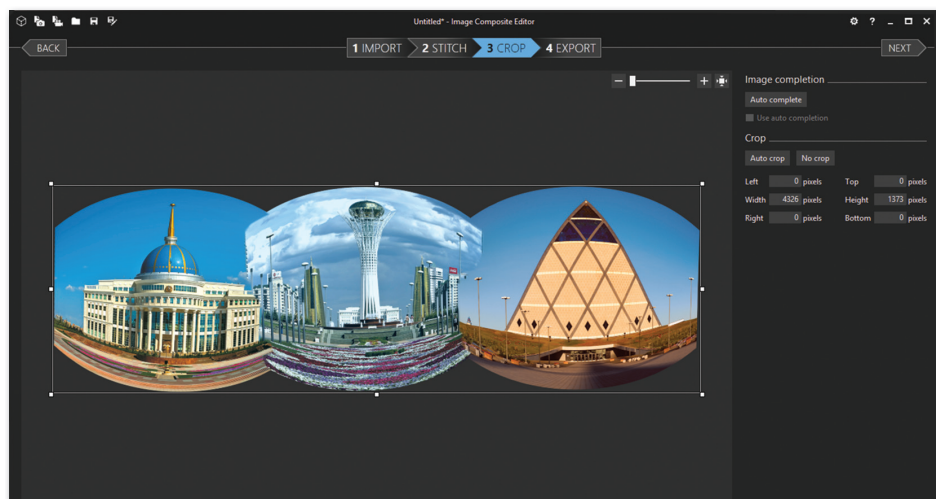 Untitled* - Image Composite Editor
?
BACK
1 IMPORT 2 STITCH 3 CROP 4 EXPORT
NEXT
Image completion
Auto complete
Use auto completion
Crop
Auto crop No crop
Left 0 pixels Top 0 pixels
Width 4326 pixels Height 1373 pixels
Right 0 pixels Bottom 0 pixels